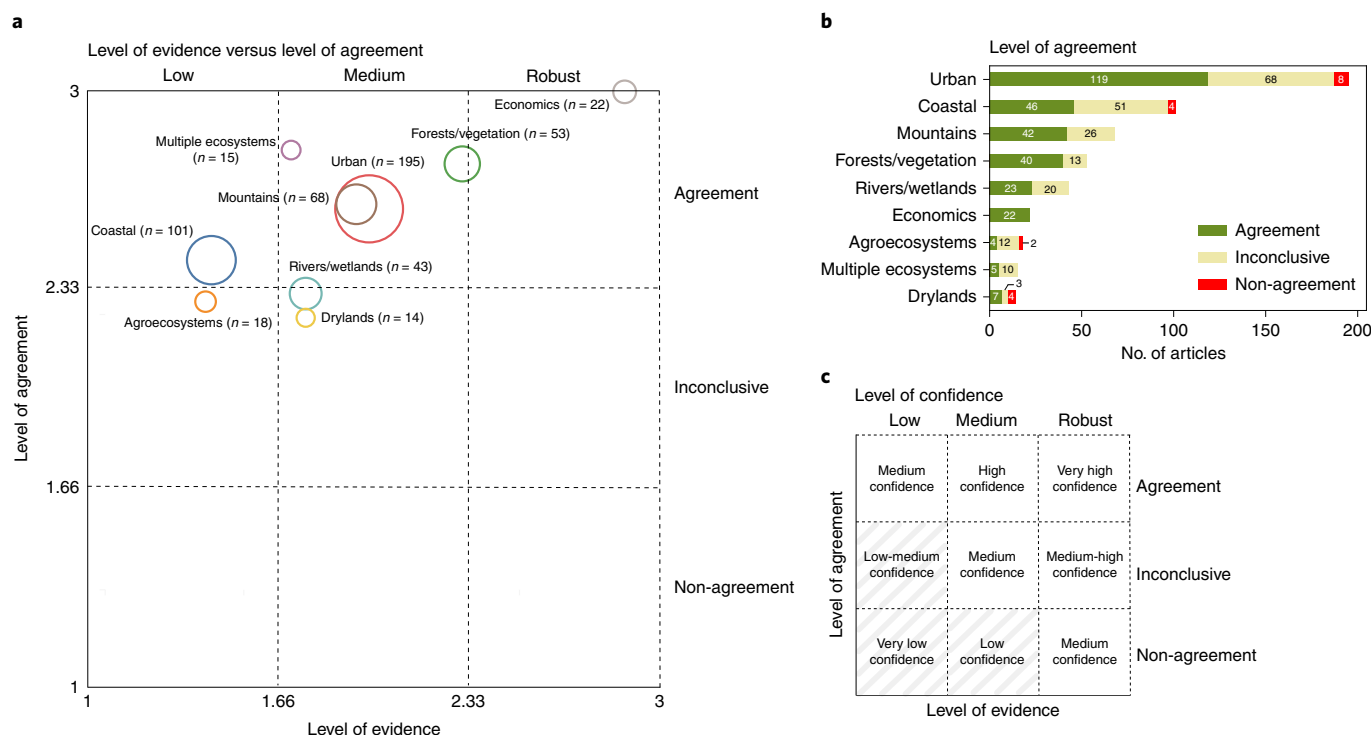 a
Level of evidence versus level of agreement
Low Medium Robust
3
Economics (n = 22)
Multiple ecosystems
(n = 15)
Forests/vegetation (n = 53)
Urban (n = 195)
Mountains (n = 68)
Agreement
Coastal (n = 101)
Rivers/wetlands (n = 43)
2.33
Agroecosystems (n = 18)
Drylands (n = 14)
Inconclusive
1.66
Non-agreement
1
1 1.66 2.33 3
Level of evidence
Level of agreement
b
Level of agreement
Urban 119 68 8
Coastal 46 51 4
Mountains 42 26
Forests/vegetation 40 13
Rivers/wetlands 23 20
Economics 22
Agroecosystems 4 12 2
Multiple ecosystems 5 10
Drylands 7 3 4
Agreement
Inconclusive
Non-agreement
0 50 100 150 200
No. of articles
c
Level of confidence
Low Medium Robust
Medium
confidence
High
confidence
Very high
confidence
Agreement
Low-medium
confidence
Medium
confidence
Medium-high
confidence
Inconclusive
Very low
confidence
Low
confidence
Medium
confidence
Non-agreement
Level of agreement
Level of evidence